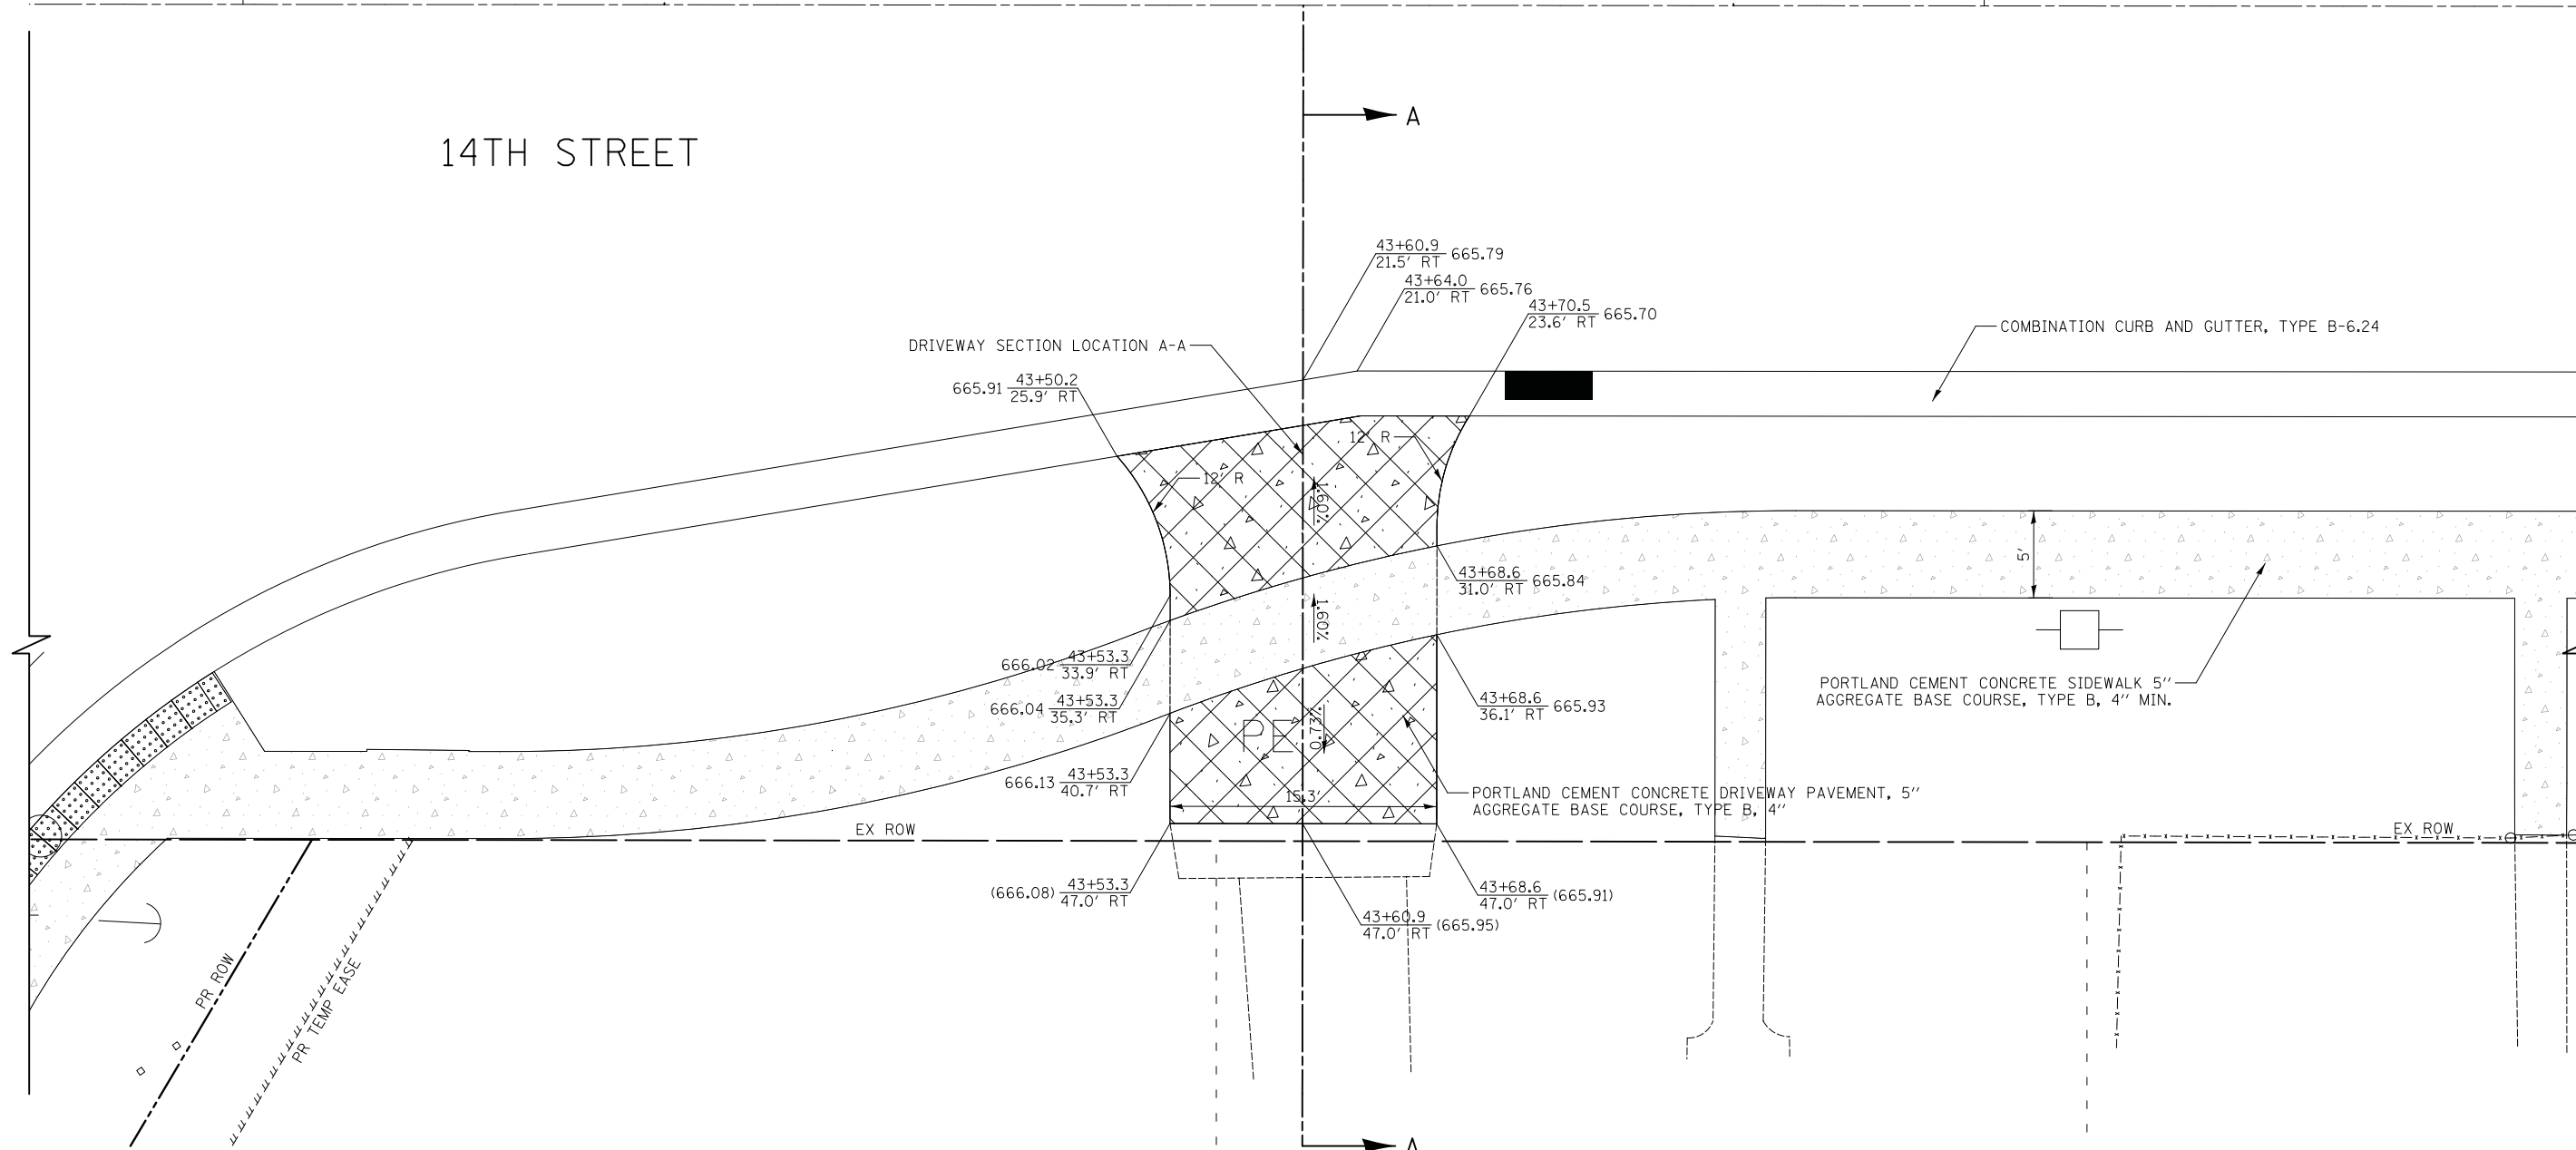 A
14TH STREET
43+60.9
21.5' RT 665.79
43+64.0
21.0' RT 665.76
43+70.5
23.6' RT 665.70
COMBINATION CURB AND GUTTER, TYPE B-6.24
DRIVEWAY SECTION LOCATION A-A
665.91 43+50.2
25.9' RT
12' R
12' R
1.60%
5'
43+68.6
31.0' RT 665.84
1.60%
666.02 43+53.3
33.9' RT
666.04 43+53.3
35.3' RT
43+68.6
36.1' RT 665.93
PORTLAND CEMENT CONCRETE SIDEWALK 5"
AGGREGATE BASE COURSE, TYPE B, 4" MIN.
PE
0.73%
666.13 43+53.3
40.7' RT
15.3'
PORTLAND CEMENT CONCRETE DRIVEWAY PAVEMENT, 5"
AGGREGATE BASE COURSE, TYPE B, 4"
EX ROW
EX ROW
(666.08) 43+53.3
47.0' RT
43+68.6
47.0' RT (665.91)
43+60.9
47.0' RT (665.95)
PR ROW
PR TEMP EASE
A